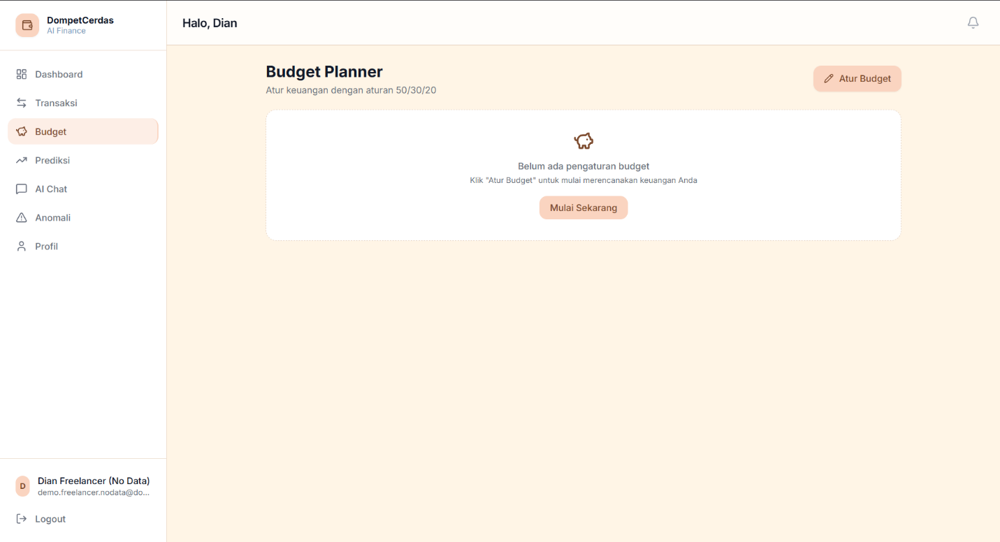 DompetCerdas
AI Finance
Dashboard
Transaksi
Budget
Prediksi
AI Chat
Anomali
Profil
D
Dian Freelancer (No Data)
demo.freelancer.nodata@do...
Logout
Halo, Dian
Budget Planner
Atur keuangan dengan aturan 50/30/20
Atur Budget
Belum ada pengaturan budget
Klik "Atur Budget" untuk mulai merencanakan keuangan Anda
Mulai Sekarang